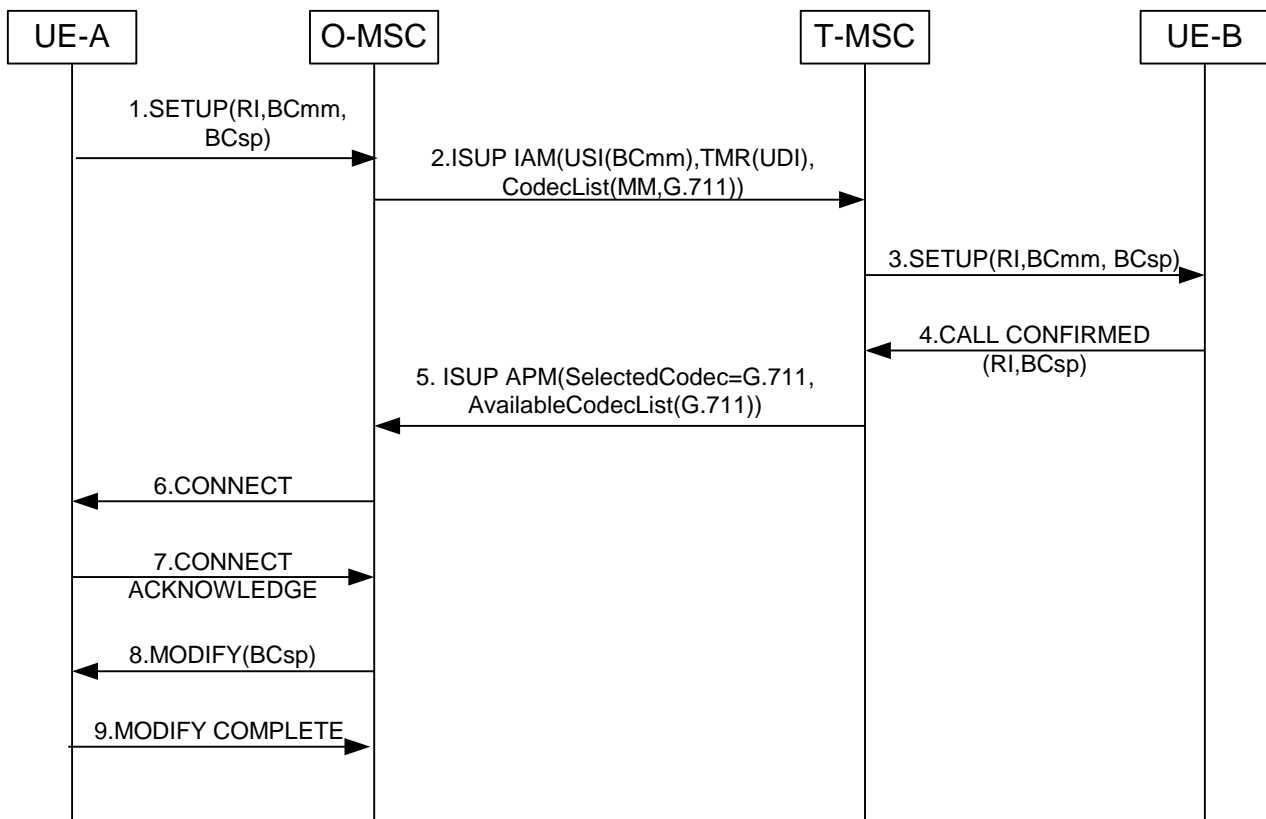 UE-A
O-MSC
T-MSC
UE-B
1.SETUP(RI,BCmm,
BCsp)
2.ISUP IAM(USI(BCmm),TMR(UDI),
CodecList(MM,G.711))
3.SETUP(RI,BCmm, BCsp)
4.CALL CONFIRMED
(RI,BCsp)
5. ISUP APM(SelectedCodec=G.711,
AvailableCodecList(G.711))
6.CONNECT
7.CONNECT
ACKNOWLEDGE
8.MODIFY(BCsp)
9.MODIFY COMPLETE